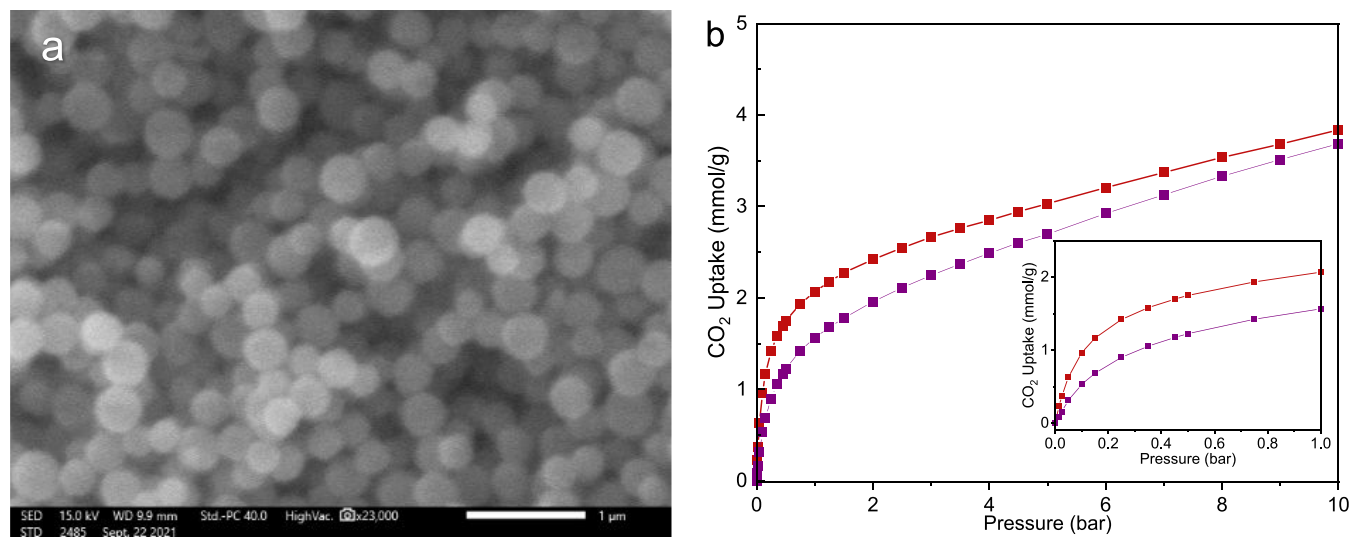 a
SED 15.0 kV WD 9.9 mm Std.-PC 40.0 HighVac. x23,000 1 µm
STD 2485 Sept. 22 2021
b
CO₂ Uptake (mmol/g)
5
4
3
2
1
0
0 2 4 6 8 10
Pressure (bar)
CO₂ Uptake (mmol/g)
2
1
0
0.0 0.2 0.4 0.6 0.8 1.0
Pressure (bar)